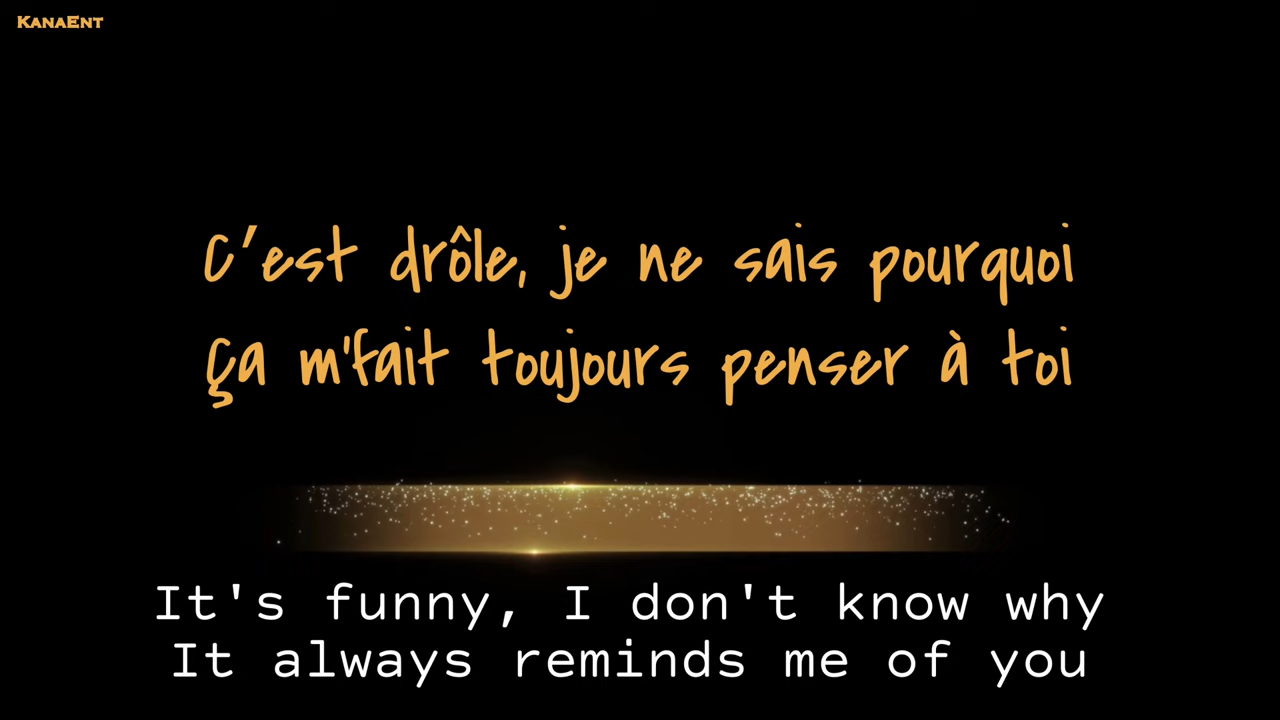 KANAENT
C'est drôle, je ne sais pourquoi
Ça m'fait toujours penser à toi
It's funny, I don't know why
It always reminds me of you